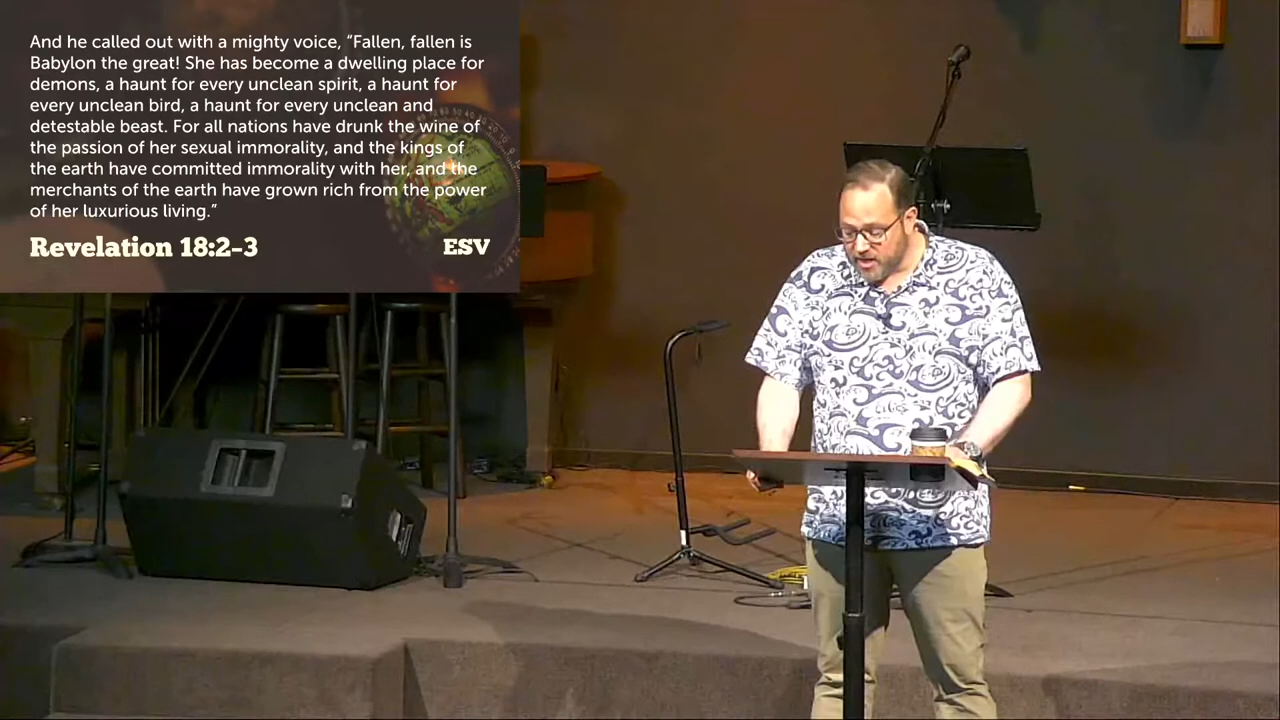 And he called out with a mighty voice, “Fallen, fallen is
Babylon the great! She has become a dwelling place for
demons, a haunt for every unclean spirit, a haunt for
every unclean bird, a haunt for every unclean and
detestable beast. For all nations have drunk the wine of
the passion of her sexual immorality, and the kings of
the earth have committed immorality with her, and the
merchants of the earth have grown rich from the power
of her luxurious living.”
Revelation 18:2–3 ESV